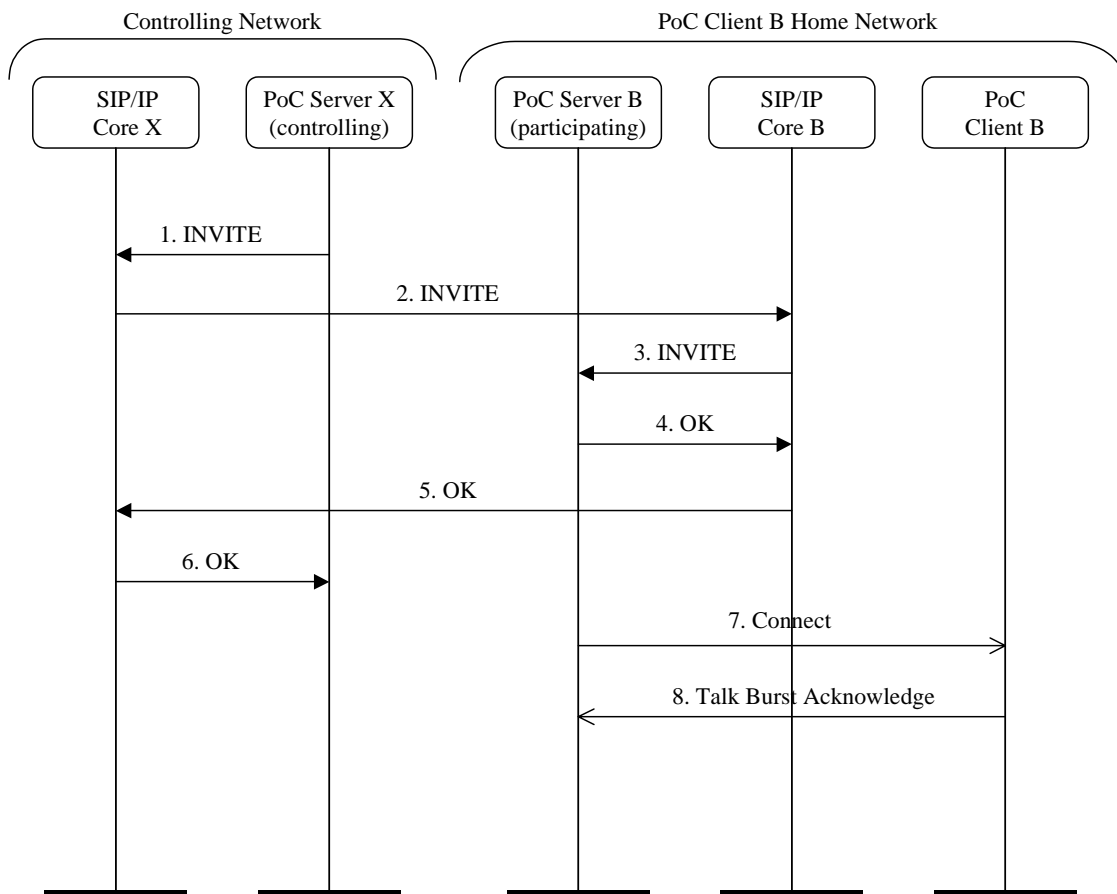 Controlling Network
PoC Client B Home Network
SIP/IP
Core X
PoC Server X
(controlling)
PoC Server B
(participating)
SIP/IP
Core B
PoC
Client B
1. INVITE
2. INVITE
3. INVITE
4. OK
5. OK
6. OK
7. Connect
8. Talk Burst Acknowledge